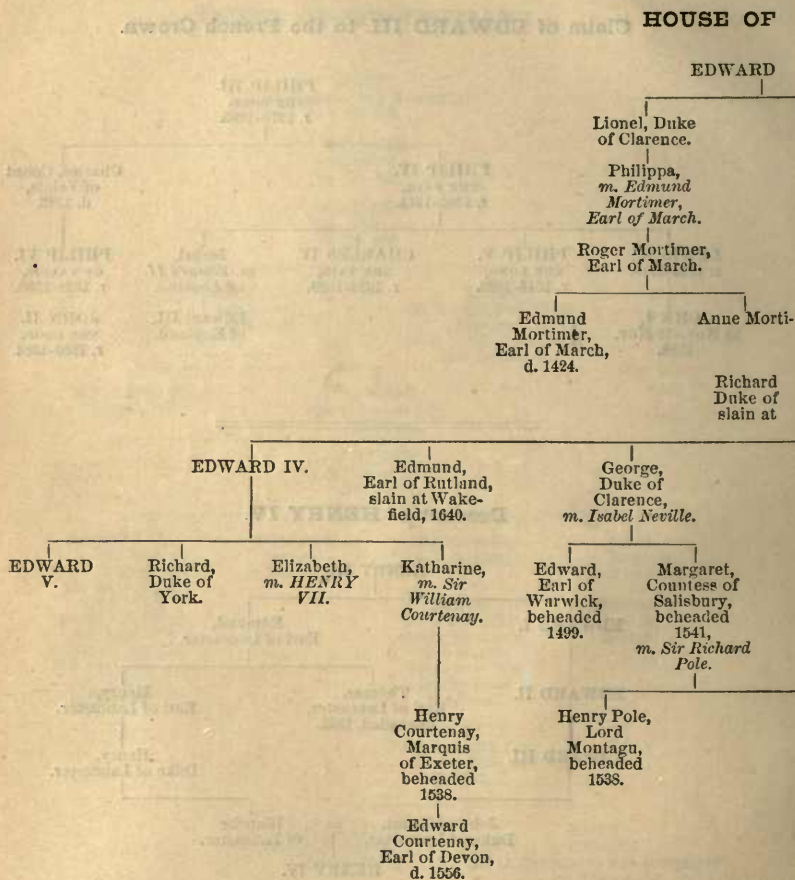 HOUSE OF
EDWARD
Lionel, Duke
of Clarence.
Philippa,
m. Edmund
Mortimer,
Earl of March.
Roger Mortimer,
Earl of March.
Edmund
Mortimer,
Earl of March,
d. 1424.
Anne Morti-
Richard
Duke of
slain at
EDWARD IV.
Edmund,
Earl of Rutland,
slain at Wake-
field, 1640.
George,
Duke of
Clarence,
m. Isabel Neville.
EDWARD
V.
Richard,
Duke of
York.
Elizabeth,
m. HENRY
VII.
Katharine,
m. Sir
William
Courtenay.
Edward,
Earl of
Warwick,
beheaded
1499.
Margaret,
Countess of
Salisbury,
beheaded
1541,
m. Sir Richard
Pole.
Henry
Courtenay,
Marquis
of Exeter,
beheaded
1538.
Henry Pole,
Lord
Montagu,
beheaded
1538.
Edward
Courtenay,
Earl of Devon,
d. 1556.